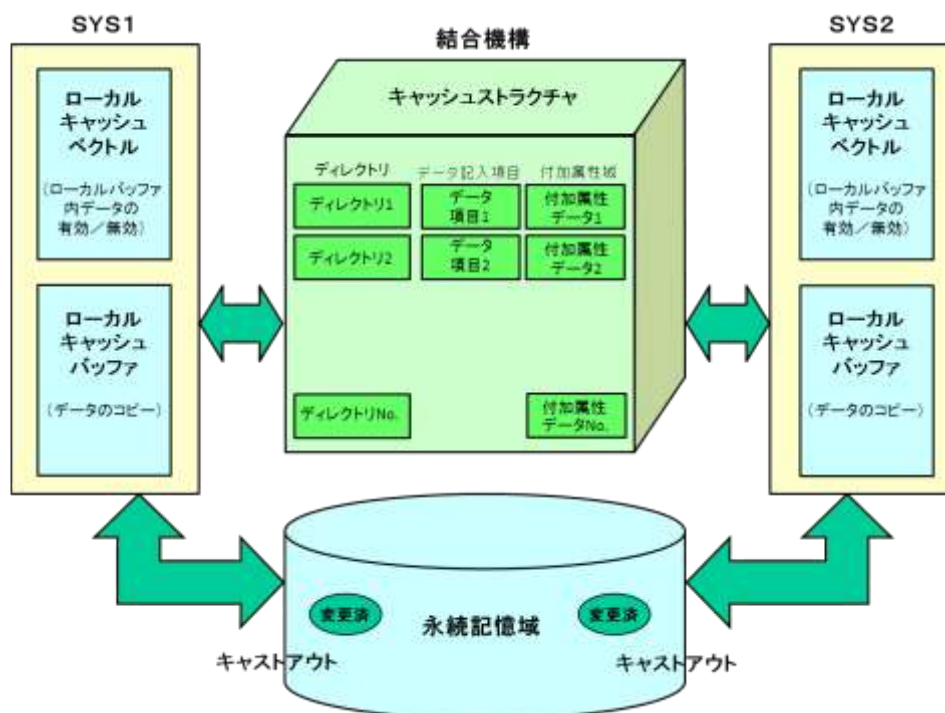 SYS1
ローカル
キャッシュ
ベクトル
(ローカルバッファ
内データの
有効／無効)
ローカル
キャッシュ
バッファ
(データのコピー)
結合機構
キャッシュストラクチャ
ディレクトリ
データ記入項目
付加属性域
ディレクトリ1
データ
項目1
付加属性
データ1
ディレクトリ2
データ
項目2
付加属性
データ2
ディレクトリNo.
付加属性
データNo.
SYS2
ローカル
キャッシュ
ベクトル
(ローカルバッファ
内データの
有効／無効)
ローカル
キャッシュ
バッファ
(データのコピー)
変更済
永続記憶域
変更済
キャストアウト
キャストアウト